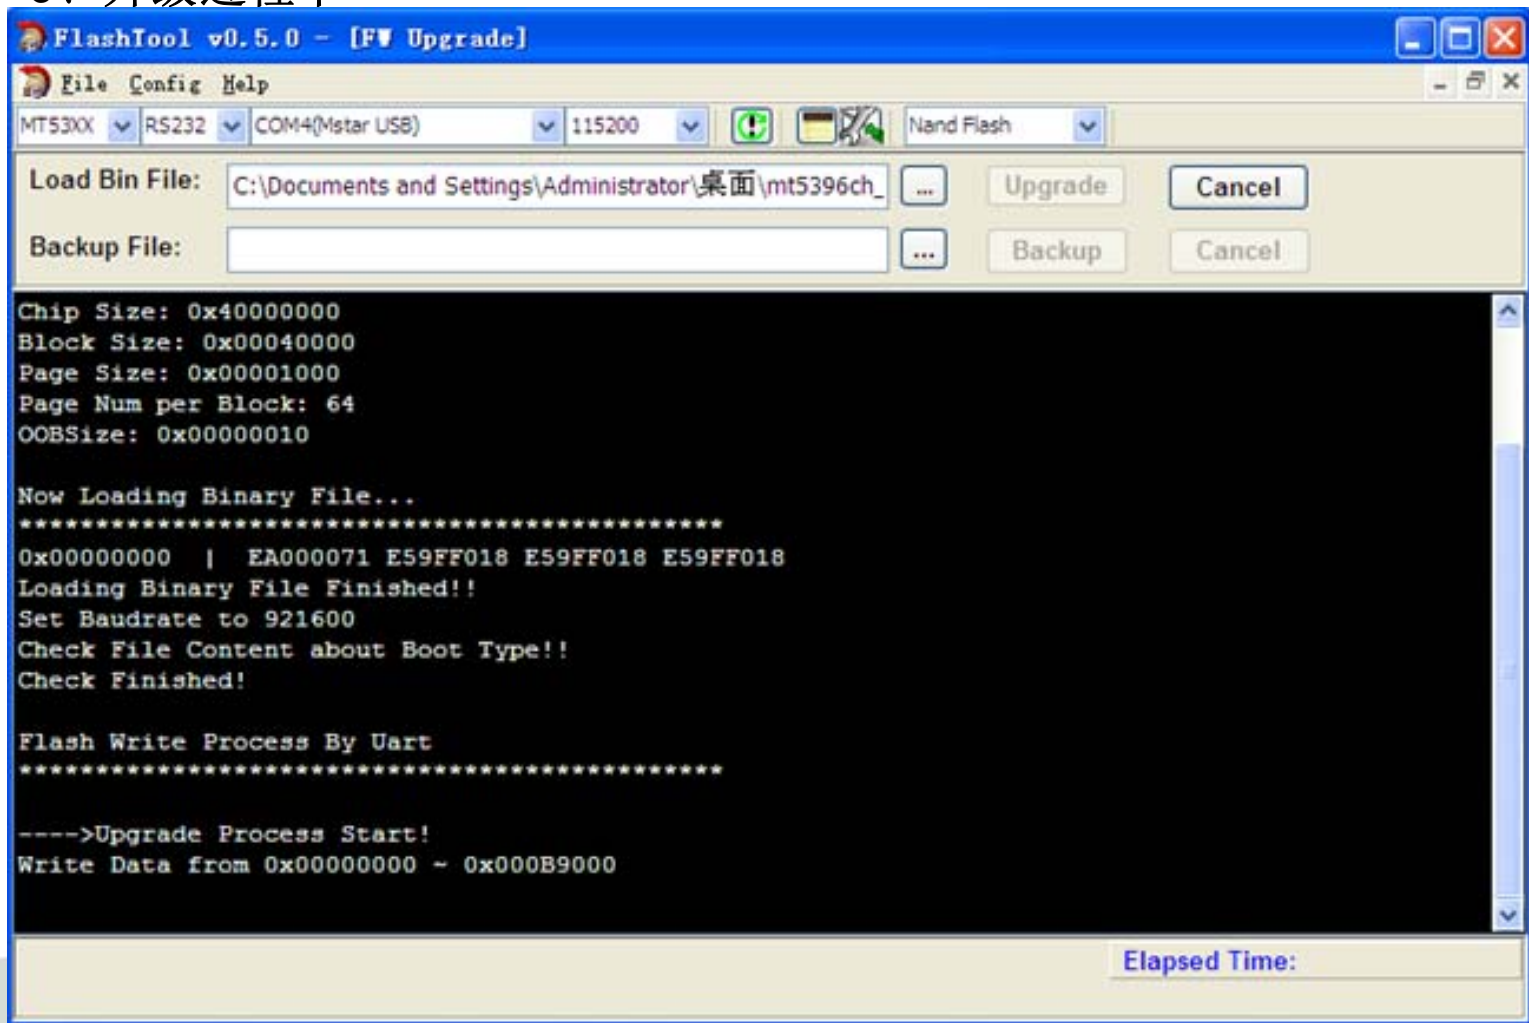 FlashTool v0.5.0 - [FW Upgrade]
File Config Help
MT53XX RS232 COM4(Mstar USB) 115200 Nand Flash
Load Bin File: C:\Documents and Settings\Administrator\桌面\mt5396ch_ ... Upgrade Cancel
Backup File: ... Backup Cancel
Chip Size: 0x40000000
Block Size: 0x00040000
Page Size: 0x00001000
Page Num per Block: 64
OOBSize: 0x00000010
Now Loading Binary File...
**********************************************
0x00000000 | EA000071 E59FF018 E59FF018 E59FF018
Loading Binary File Finished!!
Set Baudrate to 921600
Check File Content about Boot Type!!
Check Finished!
Flash Write Process By Uart
**********************************************
---->Upgrade Process Start!
Write Data from 0x00000000 ~ 0x000B9000
Elapsed Time: